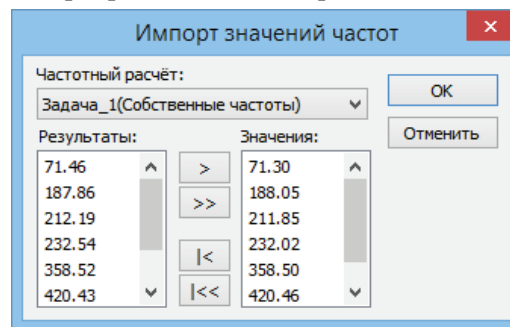 Импорт значений частот
Частотный расчёт:
Задача_1(Собственные частоты)
OK
Отменить
Результаты:
Значения:
71.46 > 71.30
187.86 >> 188.05
212.19 211.85
232.54 |< 232.02
358.52 358.50
420.43 |<< 420.46